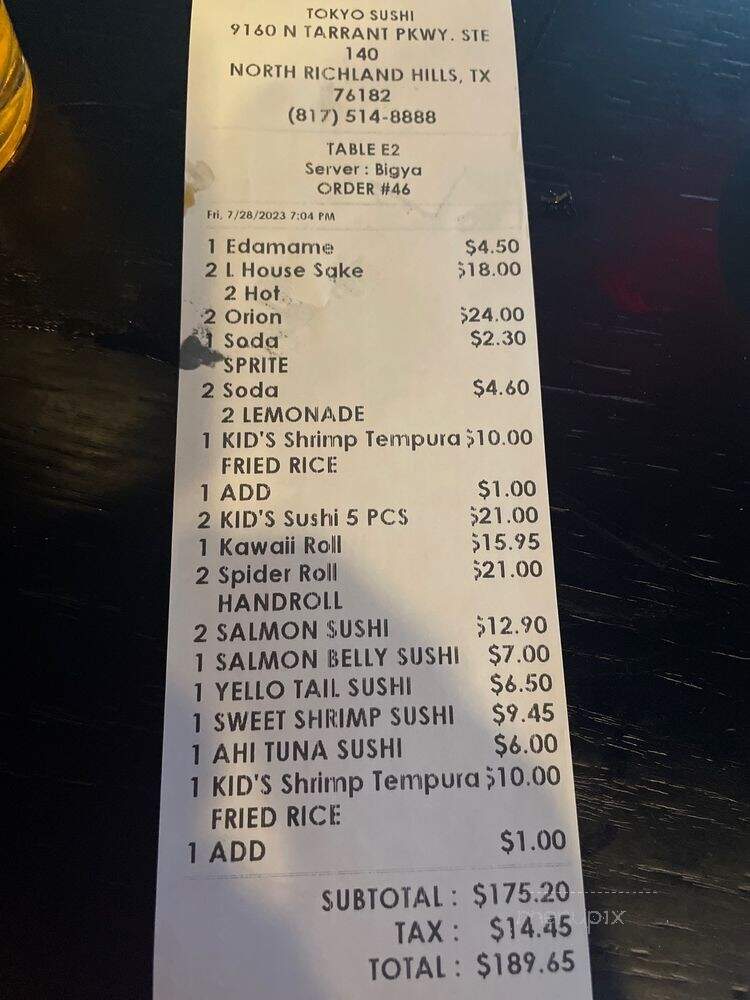 TOKYO SUSHI
9160 N TARRANT PKWY. STE
140
NORTH RICHLAND HILLS, TX
76182
(817) 514-8888
TABLE E2
Server : Bigya
ORDER #46
Fri, 7/28/2023 7:04 PM
1 Edamame $4.50
2 L House Sake $18.00
2 Hot
2 Orion $24.00
1 Soda $2.30
SPRITE
2 Soda $4.60
2 LEMONADE
1 KID'S Shrimp Tempura $10.00
FRIED RICE
1 ADD $1.00
2 KID'S Sushi 5 PCS $21.00
1 Kawaii Roll $15.95
2 Spider Roll $21.00
HANDROLL
2 SALMON SUSHI $12.90
1 SALMON BELLY SUSHI $7.00
1 YELLO TAIL SUSHI $6.50
1 SWEET SHRIMP SUSHI $9.45
1 AHI TUNA SUSHI $6.00
1 KID'S Shrimp Tempura $10.00
FRIED RICE
1 ADD $1.00
SUBTOTAL : $175.20
menupix
TAX : $14.45
TOTAL : $189.65